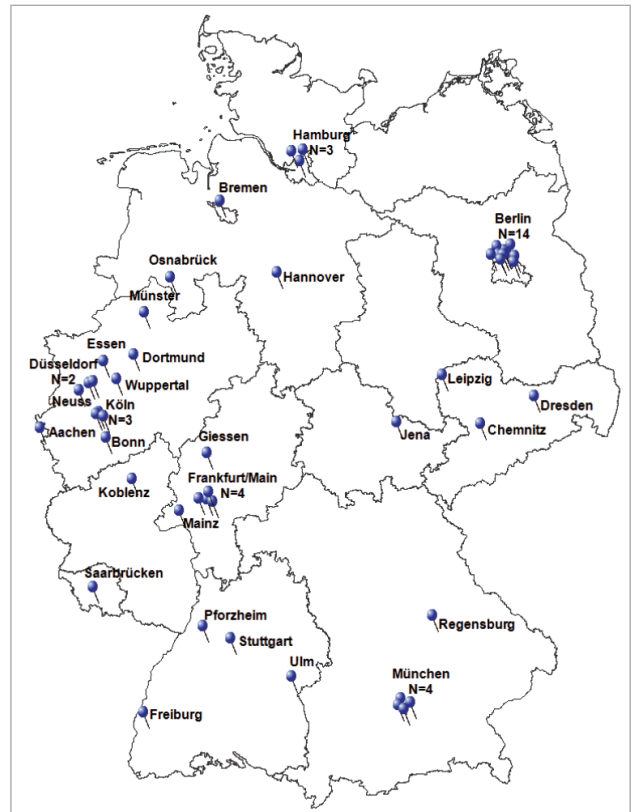 Hamburg
N=3
Bremen
Berlin
N=14
Osnabrück
Hannover
Münster
Essen
Dortmund
Düsseldorf
N=2
Wuppertal
Leipzig
Neuss
Köln
N=3
Dresden
Aachen
Bonn
Giessen
Jena
Chemnitz
Koblenz
Frankfurt/Main
N=4
Mainz
Saarbrücken
Pforzheim
Regensburg
Stuttgart
Ulm
München
N=4
Freiburg